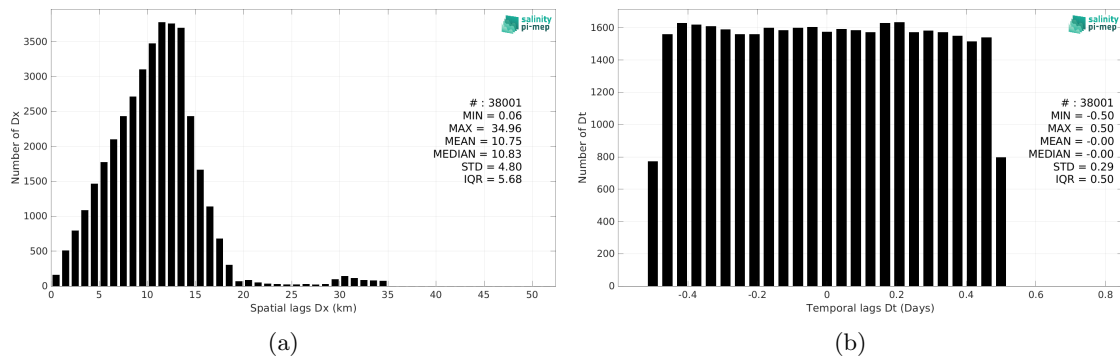 salinity
pi-mep
3500
3000
2500
2000
1500
1000
500
0
Number of Dx
# : 38001
MIN = 0.06
MAX = 34.96
MEAN = 10.75
MEDIAN = 10.83
STD = 4.80
IQR = 5.68
0 5 10 15 20 25 30 35 40 45 50
Spatial lags Dx (km)
(a)
salinity
pi-mep
1600
1400
1200
1000
800
600
400
200
0
Number of Dt
# : 38001
MIN = -0.50
MAX = 0.50
MEAN = -0.00
MEDIAN = -0.00
STD = 0.29
IQR = 0.50
-0.4 -0.2 0 0.2 0.4 0.6 0.8
Temporal lags Dt (Days)
(b)